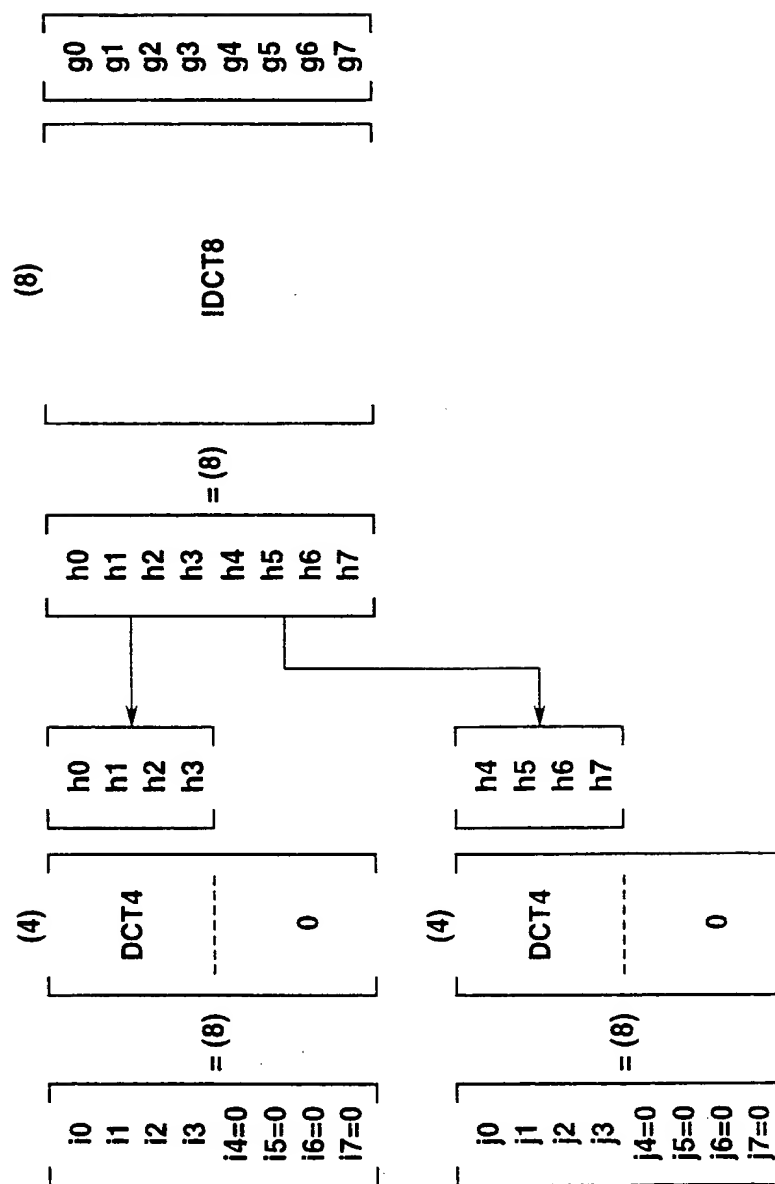 i0
i1
i2
i3
i4=0
i5=0
i6=0
i7=0
= (8)
(4)
DCT4
0
h0
h1
h2
h3
h0
h1
h2
h3
h4
h5
h6
h7
= (8)
(8)
IDCT8
g0
g1
g2
g3
g4
g5
g6
g7
j0
j1
j2
j3
j4=0
j5=0
j6=0
j7=0
= (8)
(4)
DCT4
0
h4
h5
h6
h7